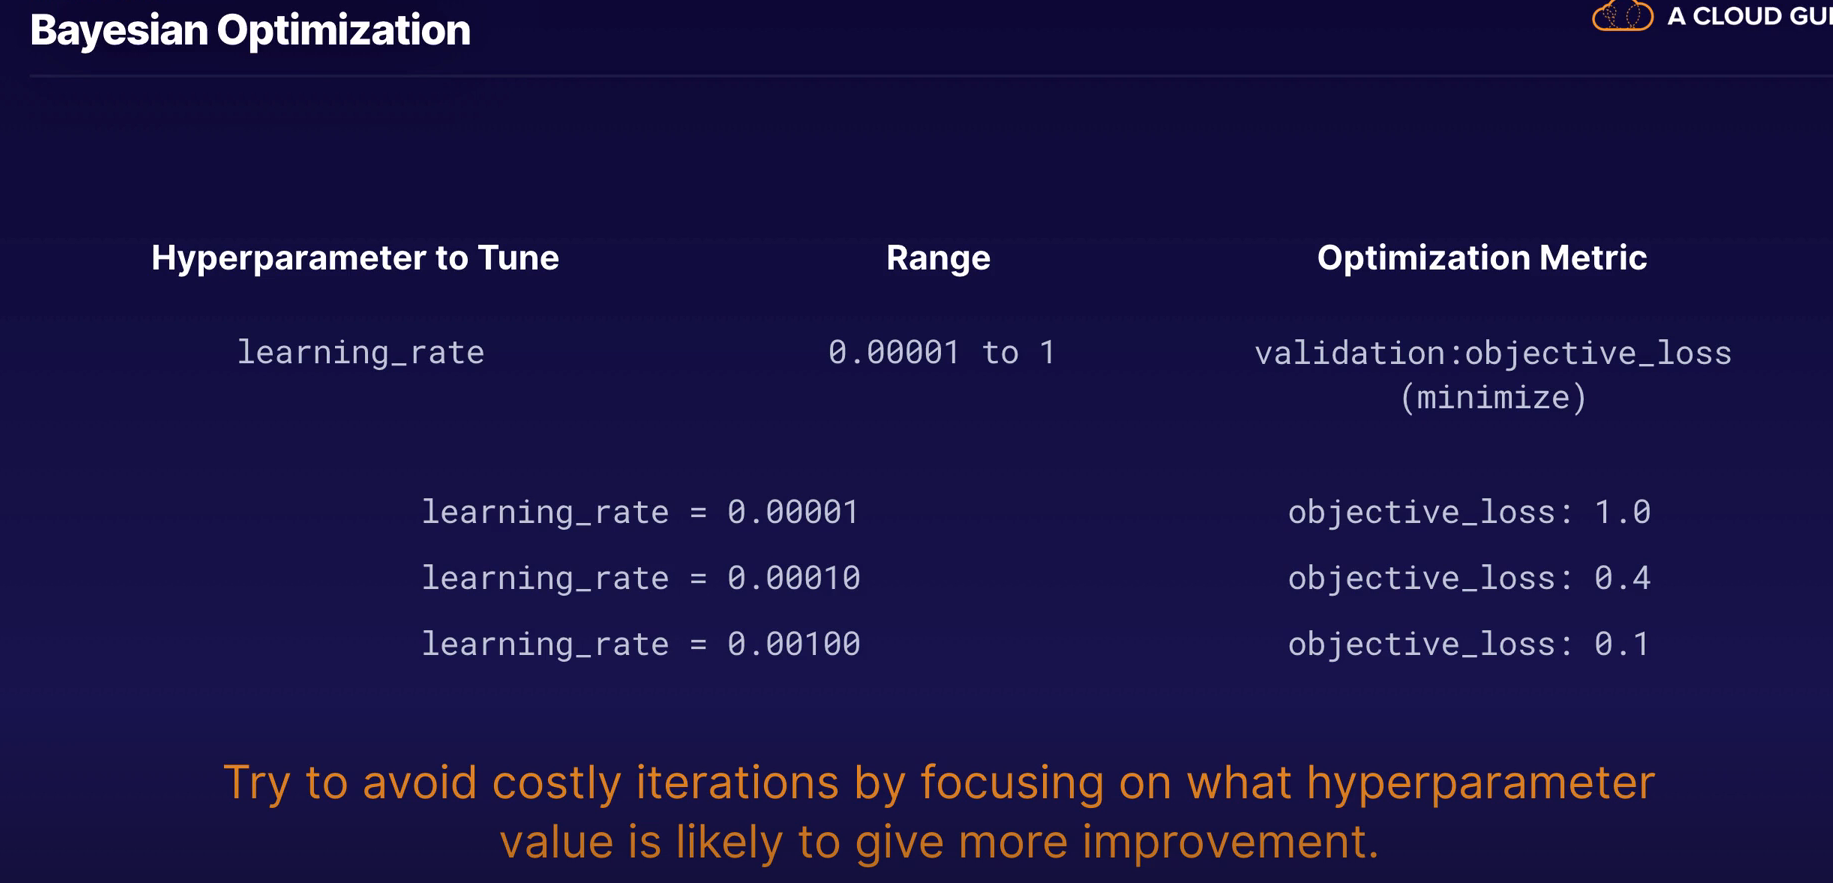 Bayesian Optimization
A CLOUD GU
Hyperparameter to Tune
Range
Optimization Metric
learning_rate
0.00001 to 1
validation:objective_loss
(minimize)
learning_rate = 0.00001
objective_loss: 1.0
learning_rate = 0.00010
objective_loss: 0.4
learning_rate = 0.00100
objective_loss: 0.1
Try to avoid costly iterations by focusing on what hyperparameter
value is likely to give more improvement.